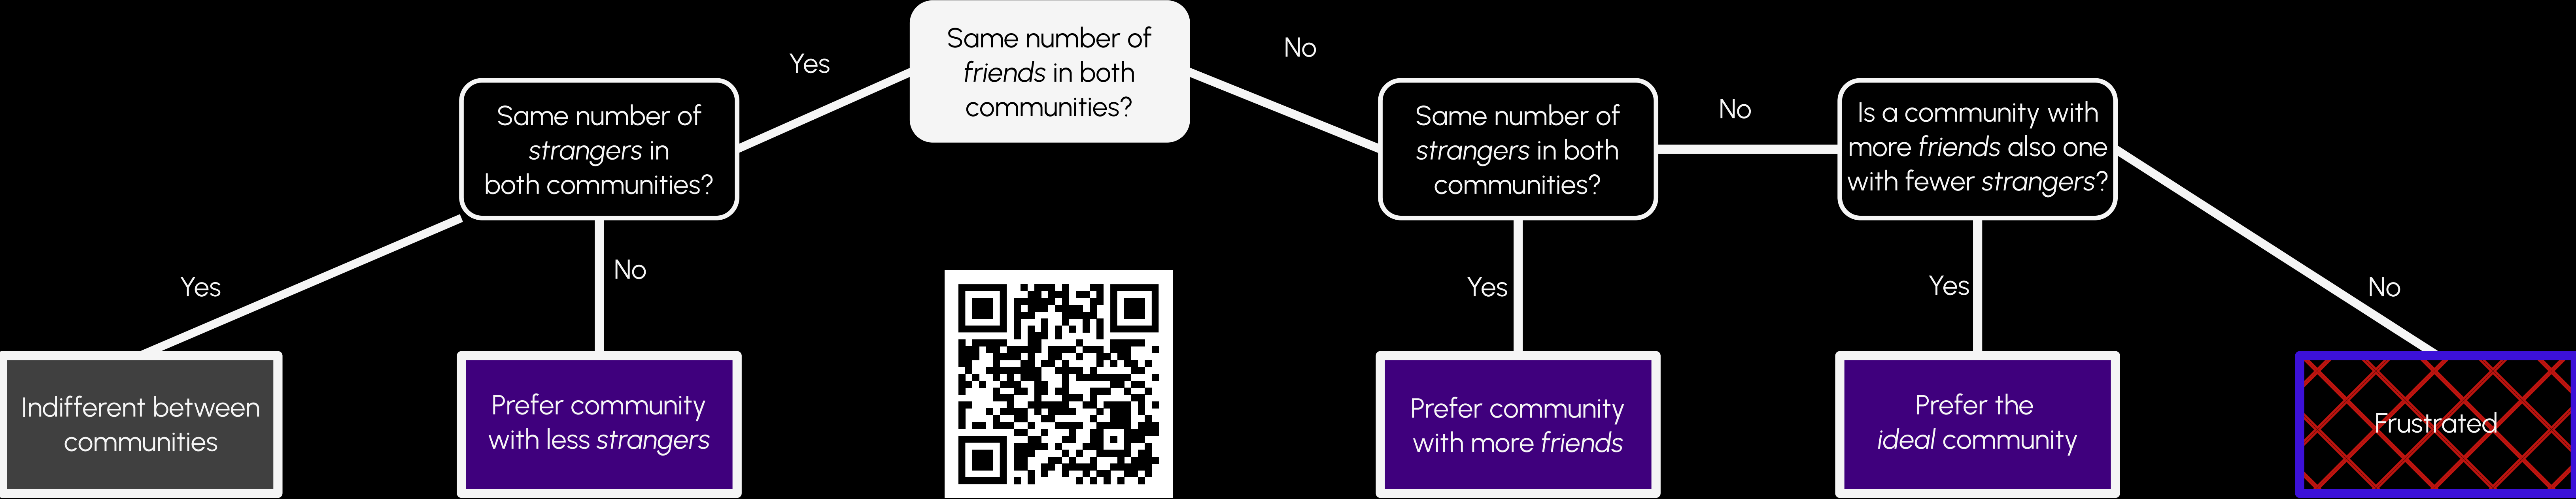 Same number of
friends in both
communities?
Yes
No
Same number of
strangers in
both communities?
Same number of
strangers in both
communities?
No
Is a community with
more friends also one
with fewer strangers?
Yes
No
Yes
Yes
No
Indifferent between
communities
Prefer community
with less strangers
Prefer community
with more friends
Prefer the
ideal community
Frustrated